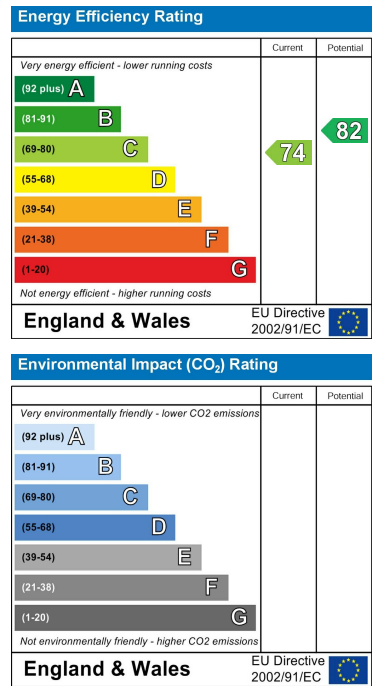 Energy Efficiency Rating
Current Potential
Very energy efficient - lower running costs
(92 plus) A
(81-91) B
(69-80) C
(55-68) D
(39-54) E
(21-38) F
(1-20) G
74
82
Not energy efficient - higher running costs
England & Wales
EU Directive
2002/91/EC
Environmental Impact (CO₂) Rating
Current Potential
Very environmentally friendly - lower CO2 emissions
(92 plus) A
(81-91) B
(69-80) C
(55-68) D
(39-54) E
(21-38) F
(1-20) G
Not environmentally friendly - higher CO2 emissions
England & Wales
EU Directive
2002/91/EC